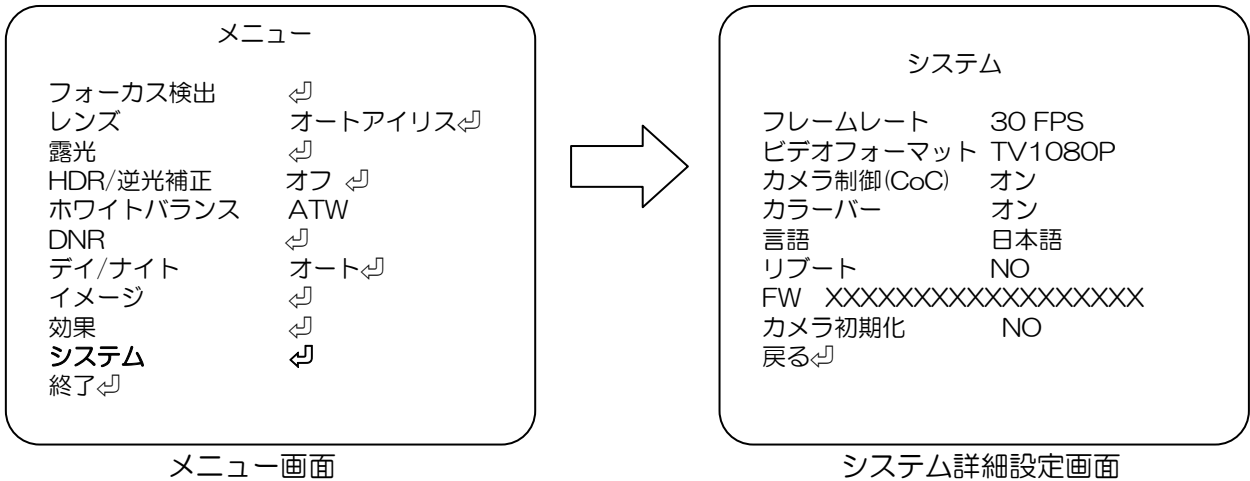 メニュー
フォーカス検出 ⏎
レンズ オートアイリス⏎
露光 ⏎
HDR/逆光補正 オフ ⏎
ホワイトバランス ATW
DNR ⏎
デイ/ナイト オート⏎
イメージ ⏎
効果 ⏎
システム ⏎
終了⏎
メニュー画面
システム
フレームレート 30 FPS
ビデオフォーマット TV1080P
カメラ制御(CoC) オン
カラーバー オン
言語 日本語
リブート NO
FW XXXXXXXXXXXXXXXXXX
カメラ初期化 NO
戻る⏎
システム詳細設定画面